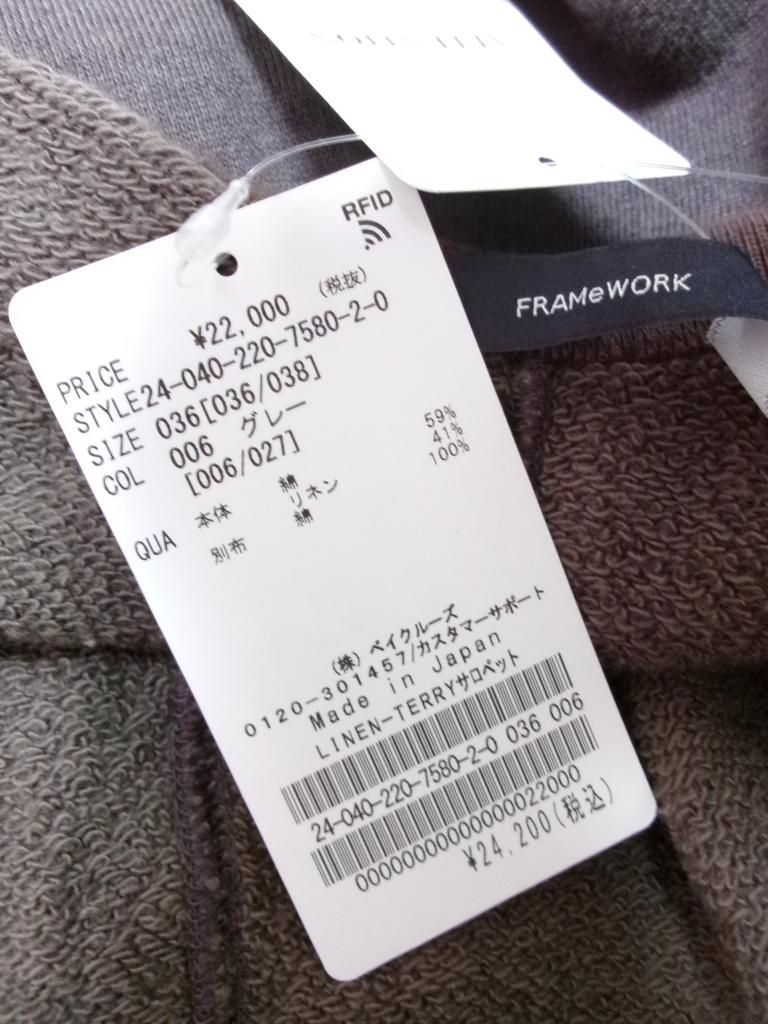 RFID
FRAMeWORK
PRICE ¥22,000 (税抜)
STYLE 24-040-220-7580-2-0
SIZE 036[036/038]
COL 006 グレー
[006/027]
QUA 本体 綿 59%
リネン 41%
別布 綿 100%
(株) ベイクルーズ
0120-301457/カスタマーサポート
Made in Japan
LINEN-TERRYサロペット
24-040-220-7580-2-0 036 006
00000000000000022000
¥24,200(税込)